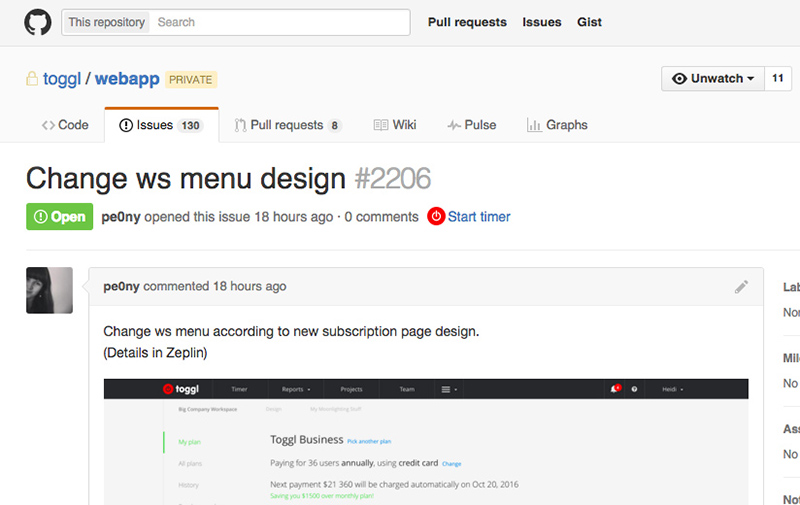 This repository Search Pull requests Issues Gist
toggl / webapp PRIVATE Unwatch 11
Code Issues 130 Pull requests 8 Wiki Pulse Graphs
Change ws menu design #2206
Open pe0ny opened this issue 18 hours ago · 0 comments Start timer
pe0ny commented 18 hours ago
Lab
Change ws menu according to new subscription page design.
Non
(Details in Zeplin)
Mile
No
toggl Timer Reports Projects Team Heidi
Big Company Workspace Design My Moonlighting Stuff
Ass
My plan Toggl Business Pick another plan
No
All plans Paying for 36 users annually, using credit card Change
History Next payment $21 360 will be charged automatically on Oct 20, 2016
Saving you $1500 over monthly plan!
Not